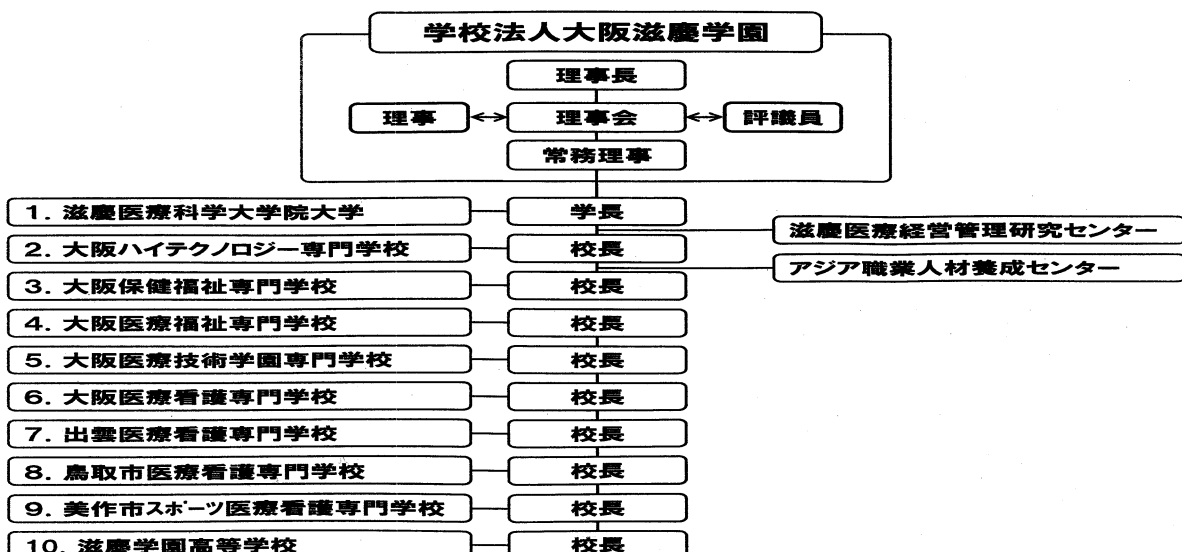 学校法人大阪滋慶学園
理事長
理事 理事会 評議員
常務理事
1. 滋慶医療科学大学院大学 学長
滋慶医療経営管理研究センター
2. 大阪ハイテクノロジー専門学校 校長
アジア職業人材養成センター
3. 大阪保健福祉専門学校 校長
4. 大阪医療福祉専門学校 校長
5. 大阪医療技術学園専門学校 校長
6. 大阪医療看護専門学校 校長
7. 出雲医療看護専門学校 校長
8. 鳥取市医療看護専門学校 校長
9. 美作市スポーツ医療看護専門学校 校長
10. 滋慶学園高等学校 校長